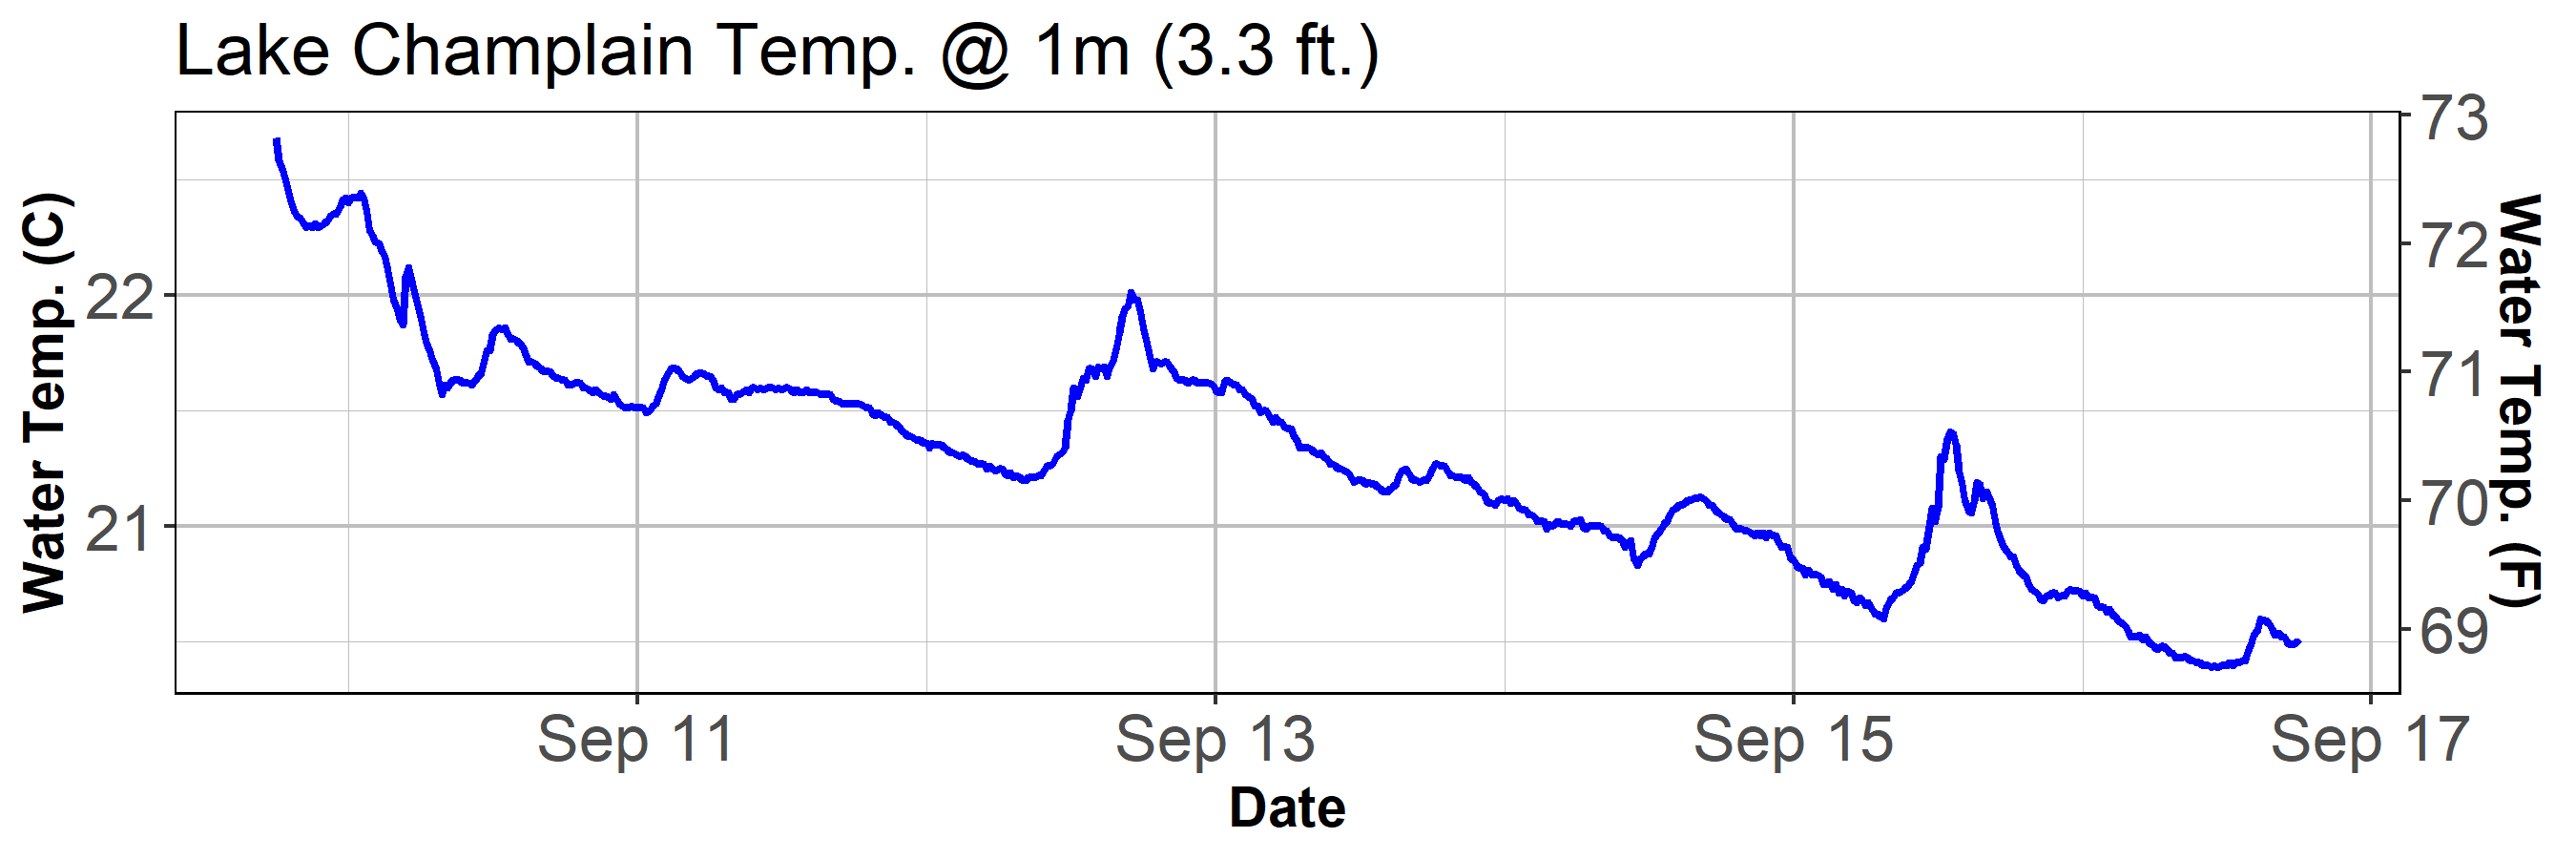 Lake Champlain Temp. @ 1m (3.3 ft.)
Water Temp. (C)
22
21
73
72
71
70
69
Water Temp. (F)
Sep 11
Sep 13
Sep 15
Sep 17
Date